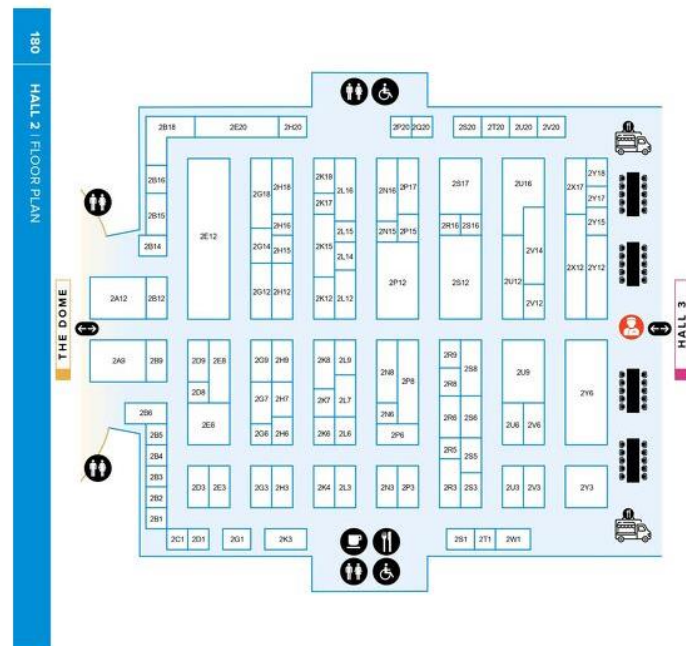 180
HALL 2 | FLOOR PLAN
2B18 2E20 2H20 2P20 2Q20 2S20 2T20 2U20 2V20
2B16 2G18 2H18 2K18 2L16 2N16 2P17 2S17 2U16 2X17 2Y18
2K17 2Y17
2B15 2H16 2L15 2N15 2P15 2R16 2S16 2Y15
2B14 2E12 2G14 2H15 2K15 2L14 2V14
2A12 2B12 2G12 2H12 2K12 2L12 2P12 2S12 2U12 2V12 2X12 2Y12
THE DOME
HALL 3
2A9 2B9 2D9 2E8 2G9 2H9 2K8 2L9 2N8 2P8 2R9 2S8 2U9 2Y6
2D8 2G7 2H7 2K7 2L7 2R8
2B6 2E6 2N6 2R6 2S6 2U6 2V6
2B5 2G6 2H6 2K6 2L6 2P6
2B4 2R5 2S5
2B3 2D3 2E3 2G3 2H3 2K4 2L3 2N3 2P3 2R3 2S3 2U3 2V3 2Y3
2B2
2B1
2C1 2D1 2G1 2K3 2S1 2T1 2W1